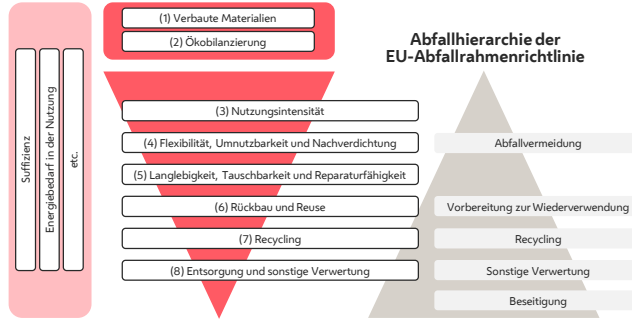 (1) Verbaute Materialien
(2) Ökobilanzierung
Suffizienz
Energiebedarf in der Nutzung
etc.
(3) Nutzungsintensität
(4) Flexibilität, Umnutzbarkeit und Nachverdichtung
(5) Langlebigkeit, Tauschbarkeit und Reparaturfähigkeit
(6) Rückbau und Reuse
(7) Recycling
(8) Entsorgung und sonstige Verwertung
Abfallhierarchie der
EU-Abfallrahmenrichtlinie
Abfallvermeidung
Vorbereitung zur Wiederverwendung
Recycling
Sonstige Verwertung
Beseitigung